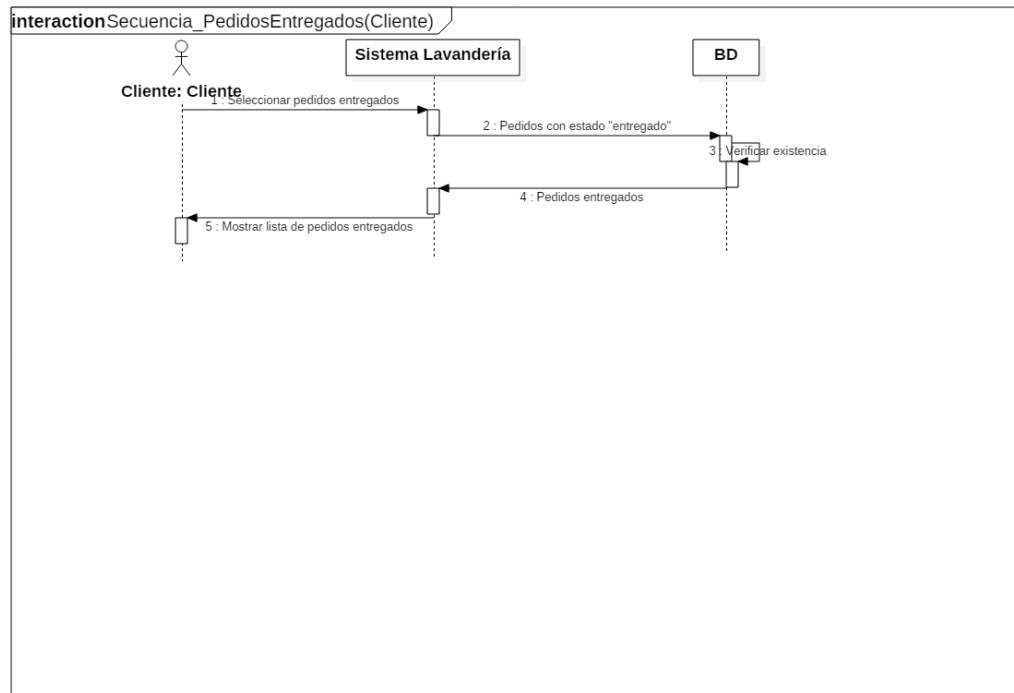 interaction Secuencia_PedidosEntregados(Cliente)
Sistema Lavandería
BD
Cliente: Cliente
1 : Seleccionar pedidos entregados
2 : Pedidos con estado "entregado"
3 : Verificar existencia
4 : Pedidos entregados
5 : Mostrar lista de pedidos entregados